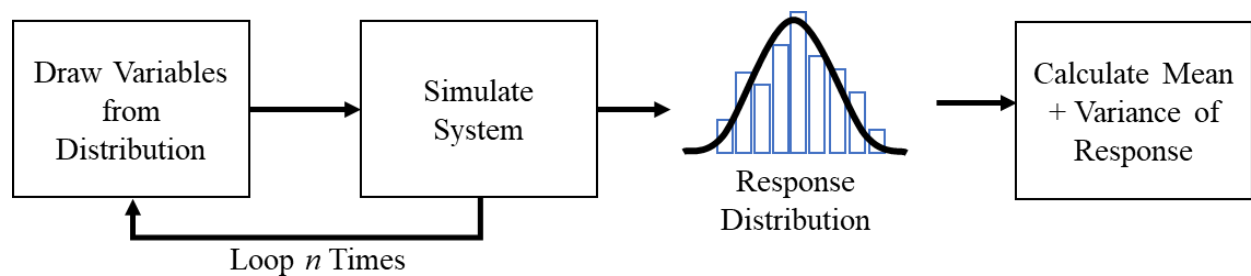 Draw Variables
from
Distribution
Simulate
System
Loop n Times
Response
Distribution
Calculate Mean
+ Variance of
Response